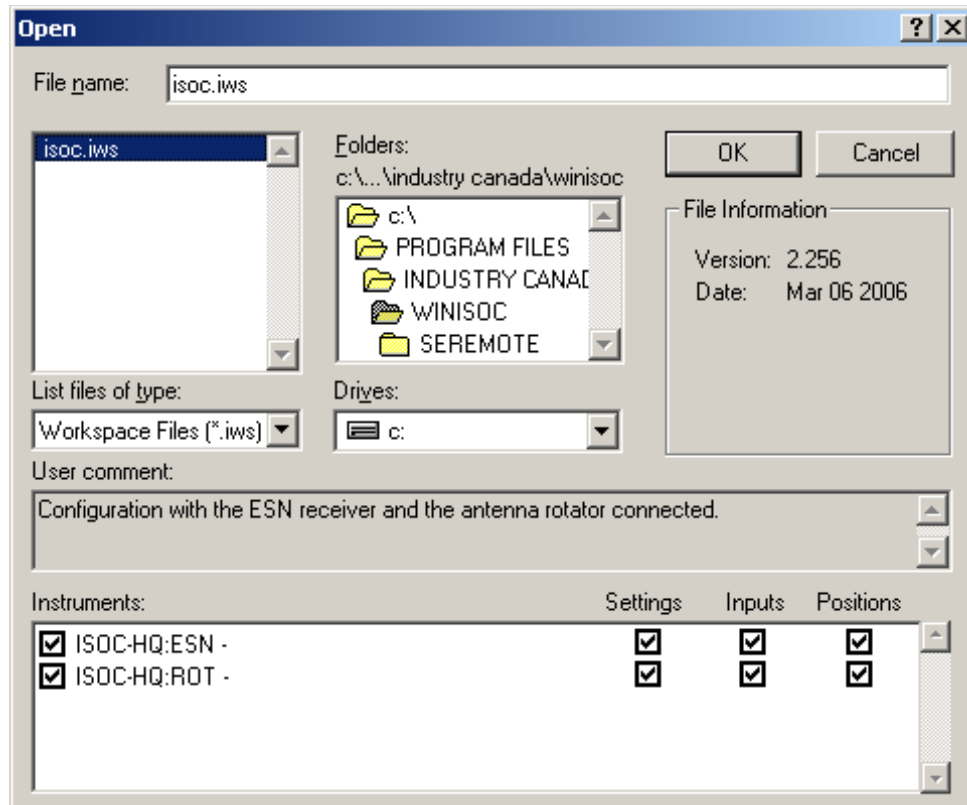 Open
File name: isoc.iws
isoc.iws
Folders:
c:\...\industry canada\winisoc
c:\
PROGRAM FILES
INDUSTRY CANAD
WINISOC
SEREMOTE
OK Cancel
File Information
Version: 2.256
Date: Mar 06 2006
List files of type:
Workspace Files (*.iws)
Drives:
c:
User comment:
Configuration with the ESN receiver and the antenna rotator connected.
Instruments: Settings Inputs Positions
ISOC-HQ:ESN -
ISOC-HQ:ROT -